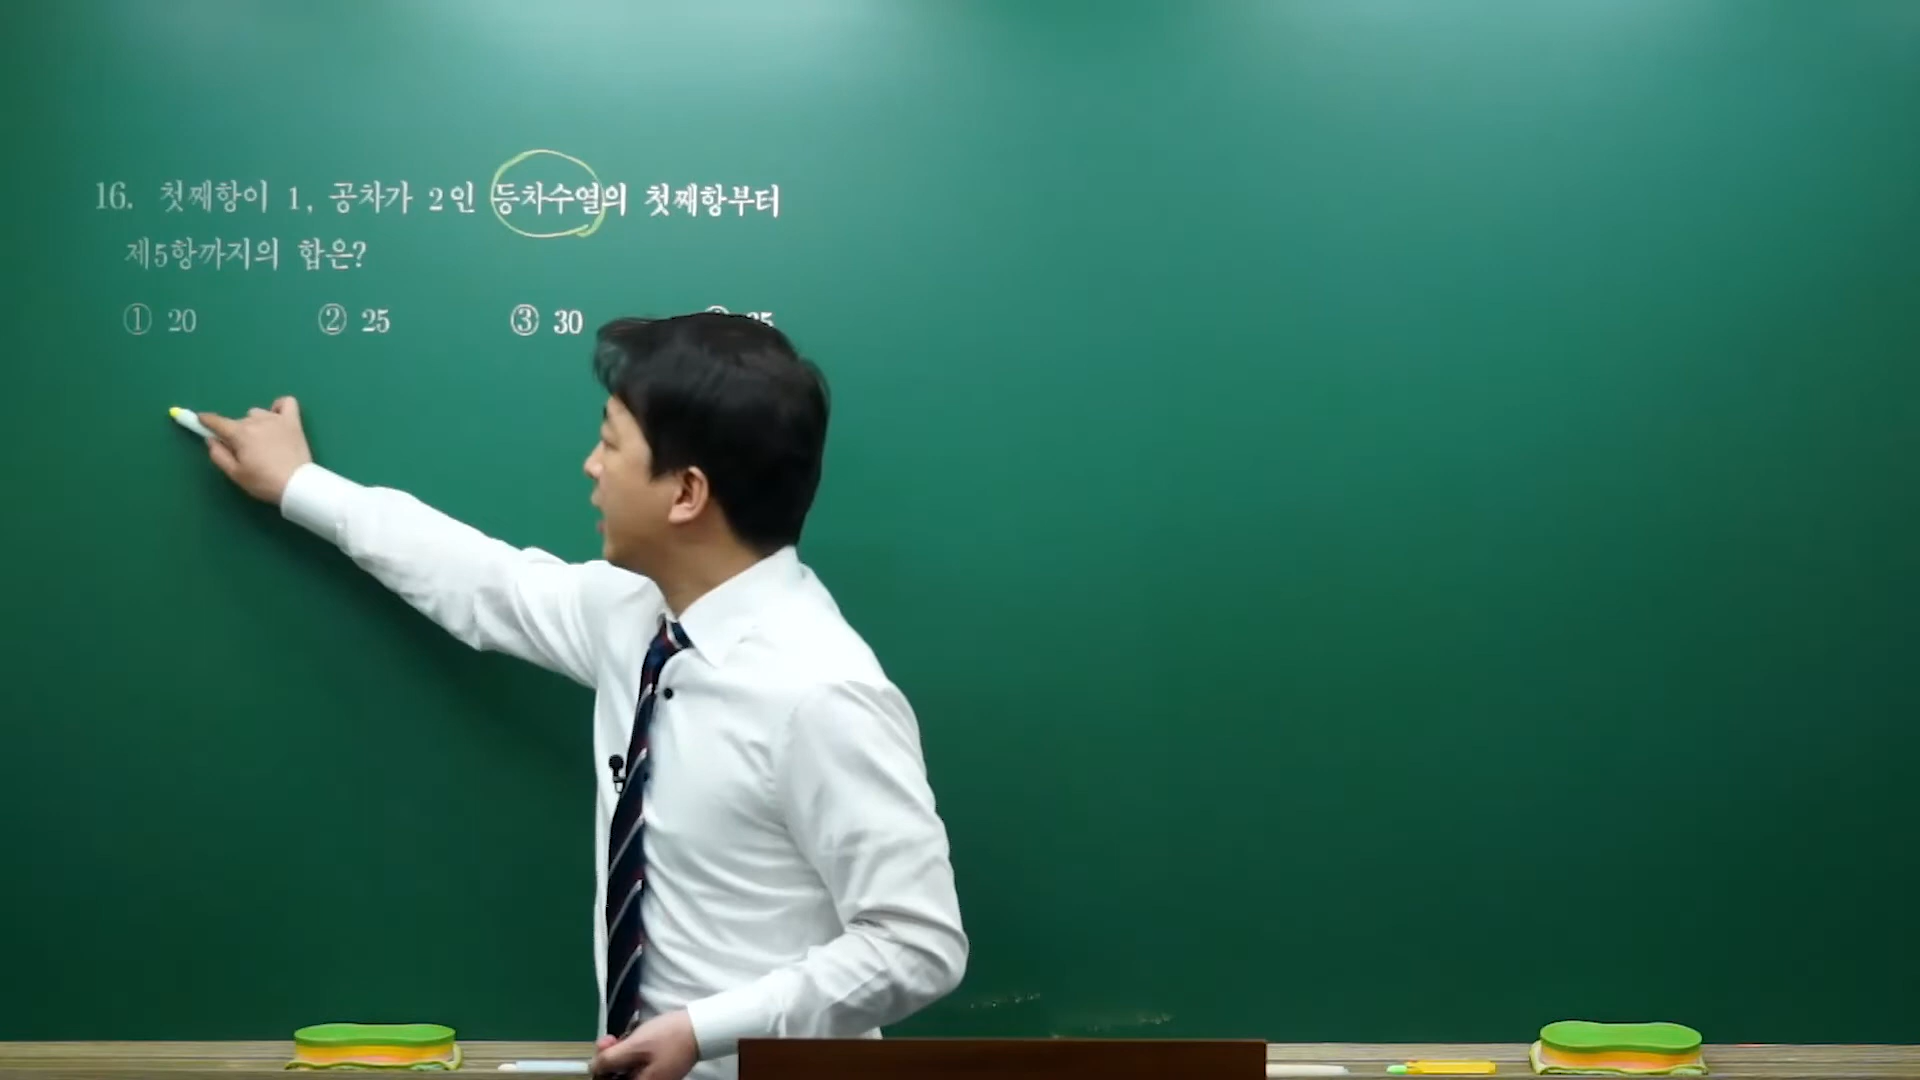 16. 첫째항이 1, 공차가 2인 등차수열의 첫째항부터
제5항까지의 합은?
① 20 ② 25 ③ 30